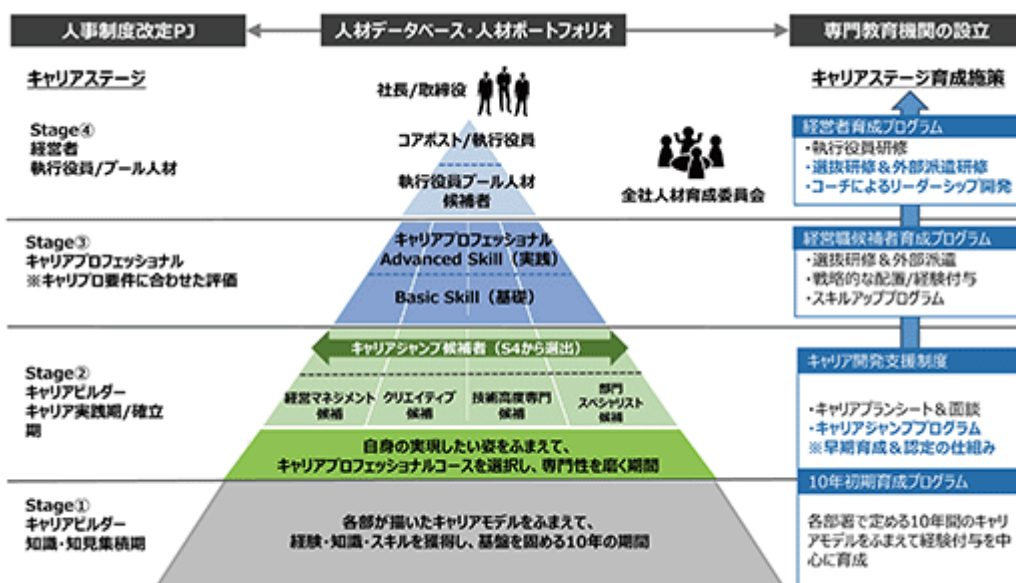 人事制度改定PJ
人材データベース・人材ポートフォリオ
専門教育機関の設立
キャリアステージ
社長/取締役
キャリアステージ育成施策
Stage④
経営者
執行役員/プール人材
コアポスト/執行役員
執行役員プール人材
候補者
全社人材育成委員会
経営者育成プログラム
・執行役員研修
・選抜研修＆外部派遣研修
・コーチによるリーダーシップ開発
Stage③
キャリアプロフェッショナル
※キャリプロ要件に合わせた評価
キャリアプロフェッショナル
Advanced Skill（実践）
Basic Skill（基礎）
経営職候補者育成プログラム
・選抜研修＆外部派遣
・戦略的な配置/経験付与
・スキルアッププログラム
Stage②
キャリアビルダー
キャリア実践期/確立
期
キャリアジャンプ候補者（S4から選出）
経営マネジメント
候補
クリエイティブ
候補
技術高度専門
候補
部門
スペシャリスト
候補
自身の実現したい姿をふまえて、
キャリアプロフェッショナルコースを選択し、専門性を磨く期間
キャリア開発支援制度
・キャリアプランシート＆面談
・キャリアジャンププログラム
※早期育成＆認定の仕組み
Stage①
キャリアビルダー
知識・知見集積期
各部が描いたキャリアモデルをふまえて、
経験・知識・スキルを獲得し、基盤を固める10年の期間
10年初期育成プログラム
各部署で定める10年間のキャリ
アモデルをふまえて経験付与を中
心に育成